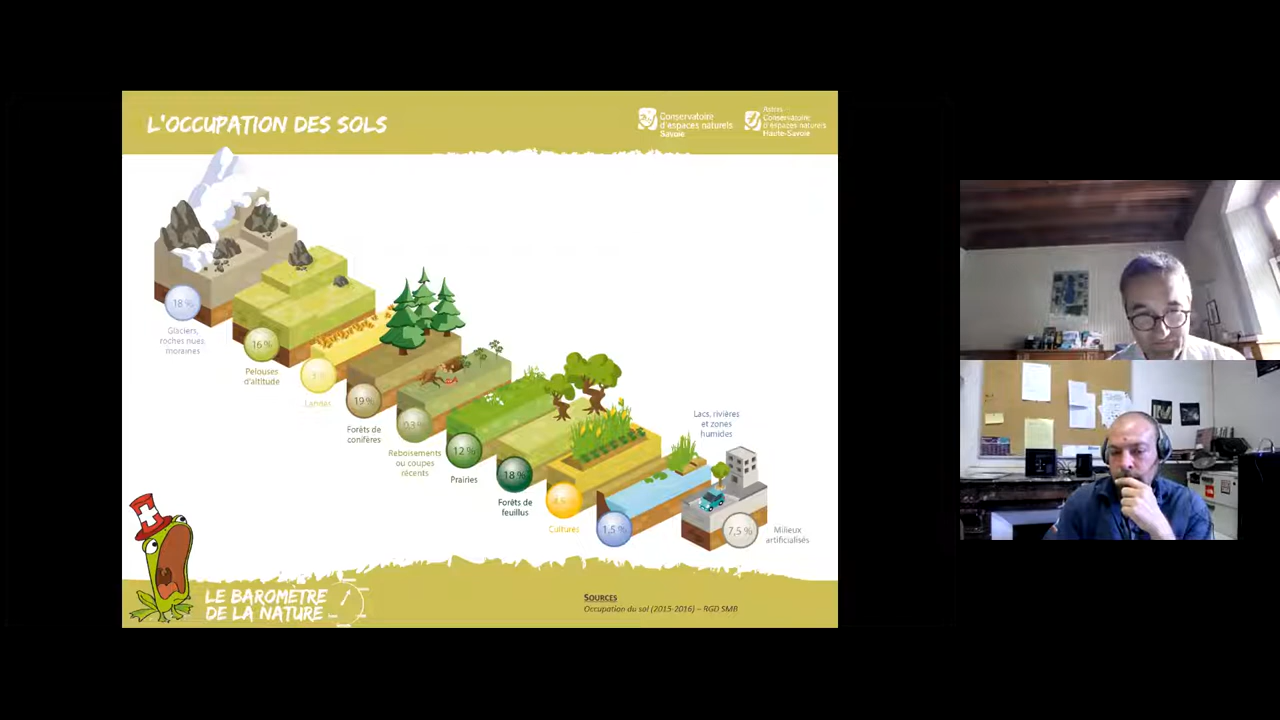 L'OCCUPATION DES SOLS
Conservatoire
d'espaces naturels
Savoie
Asters
Conservatoire
d'espaces naturels
Haute-Savoie
18 %
Glaciers,
roches nues
moraines
16 %
Pelouses
d'altitude
Landes
19 %
Forêts de
conifères
0,3 %
Reboisements
ou coupes
récents
12 %
Prairies
18 %
Forêts de
feuillus
Cultures
Lacs, rivières
et zones
humides
1,5 %
7,5 %
Milieux
artificialisés
LE BAROMÈTRE
DE LA NATURE
SOURCES
Occupation du sol (2015-2016) – RGD SMB